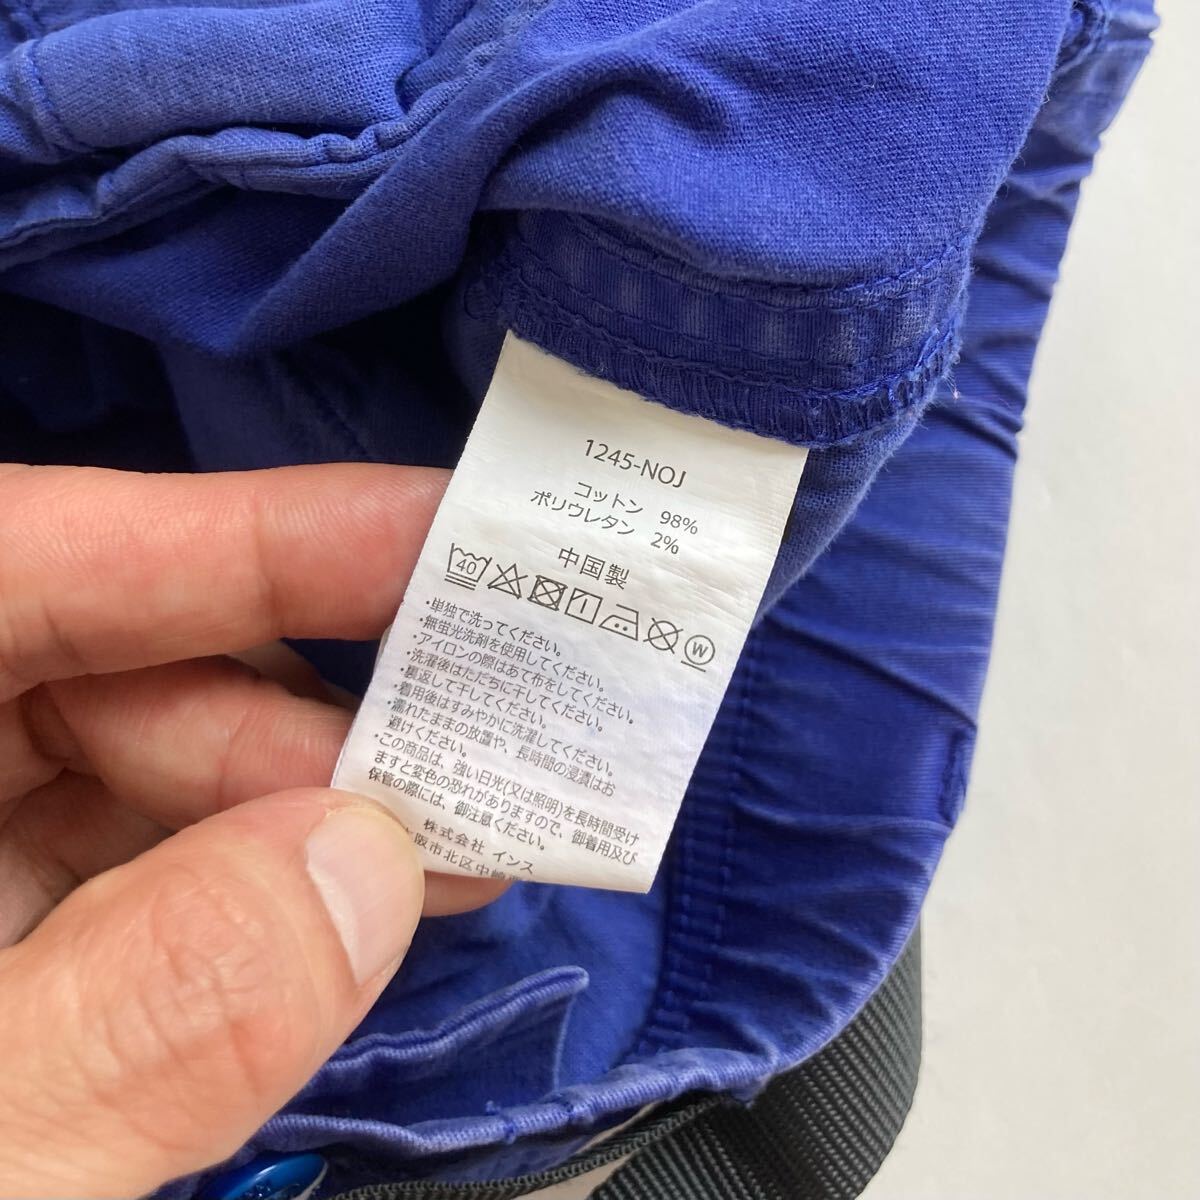 1245-NOJ
コットン 98%
ポリウレタン 2%
中国製
40 W
・単独で洗ってください。
・無蛍光洗剤を使用してください。
・アイロンの際はあて布をしてください。
・洗濯後はただちに干してください。
・裏返して干してください。
・着用後はすみやかに洗濯してください。
・濡れたままの放置や、長時間の浸漬はお
避けください。
・この商品は、強い日光(又は照明)を長時間受け
ますと変色の恐れがありますので、御着用及び
保管の際には、御注意ください。
株式会社 インス
阪市北区中崎西